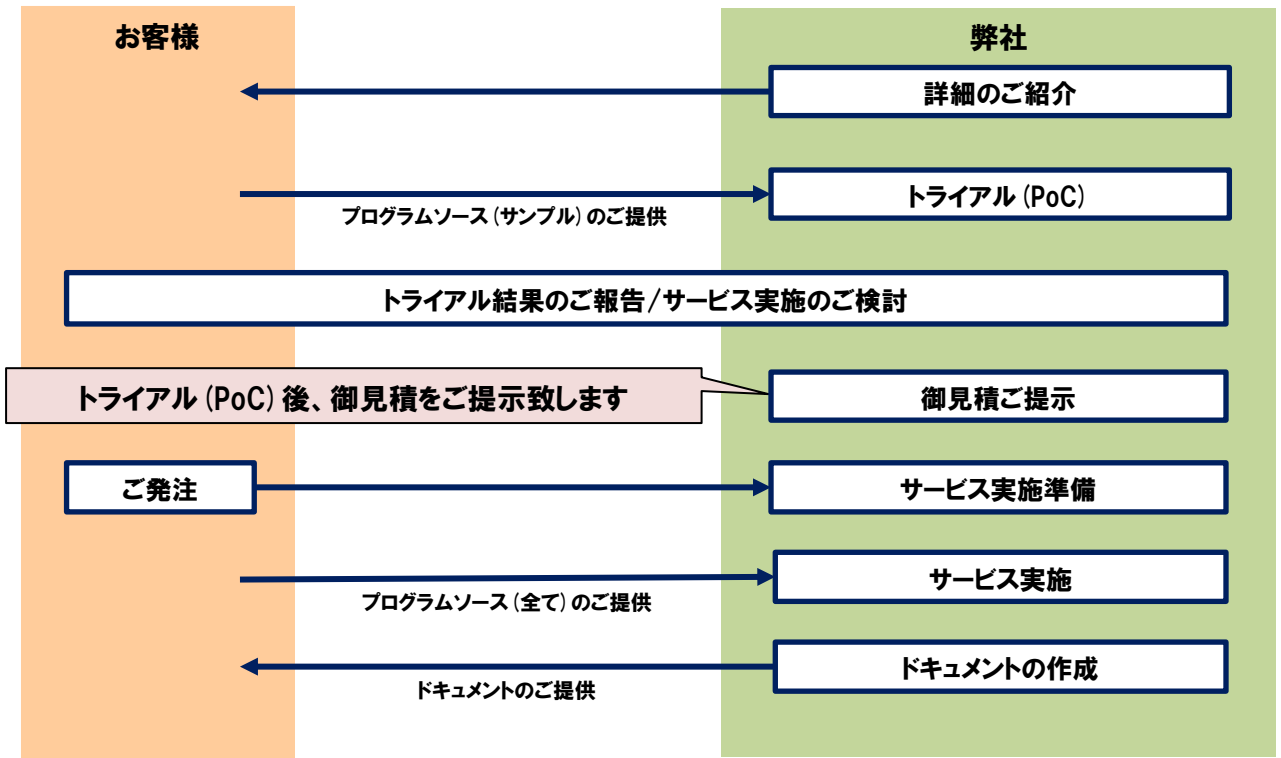 お客様
弊社
詳細のご紹介
トライアル(PoC)
プログラムソース(サンプル)のご提供
トライアル結果のご報告/サービス実施のご検討
トライアル(PoC)後、御見積をご提示致します
御見積ご提示
ご発注
サービス実施準備
サービス実施
プログラムソース(全て)のご提供
ドキュメントの作成
ドキュメントのご提供